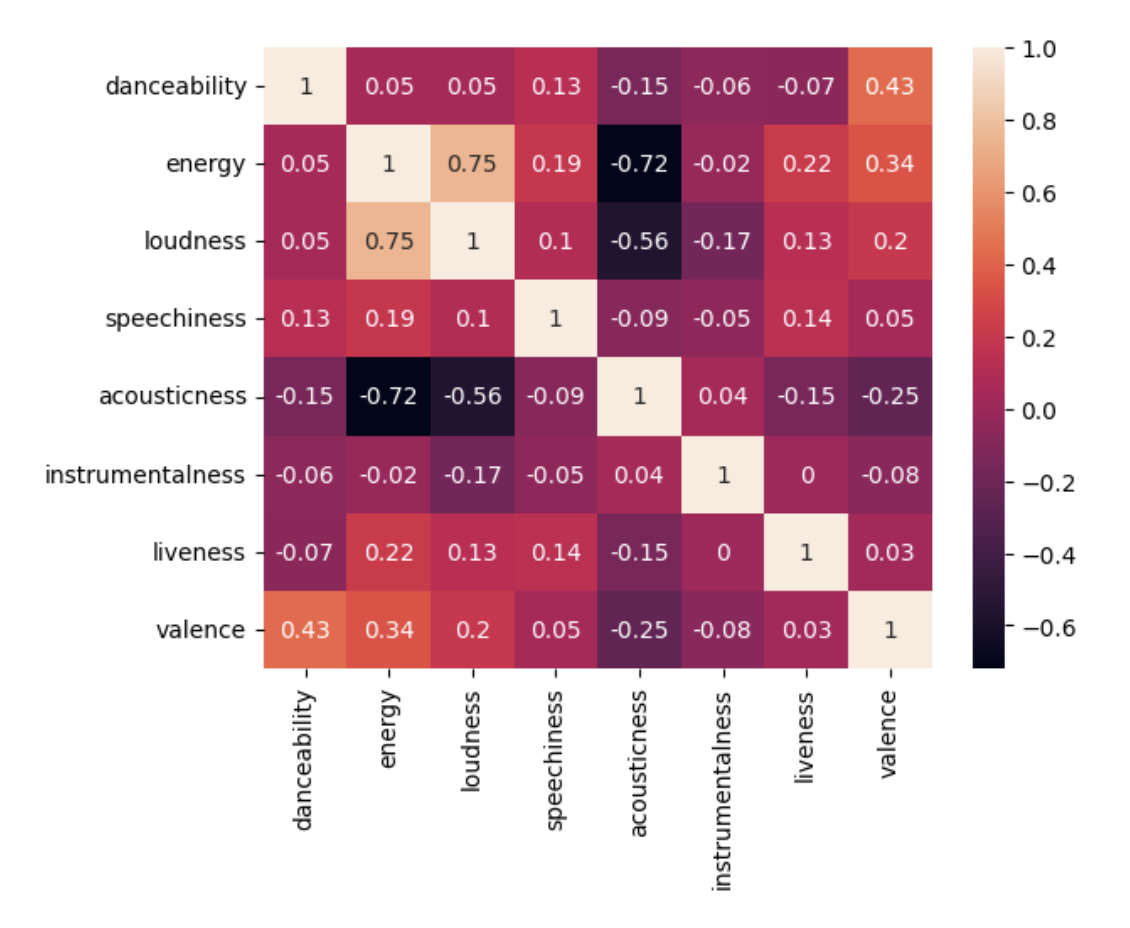 danceability 1 0.05 0.05 0.13 -0.15 -0.06 -0.07 0.43
energy 0.05 1 0.75 0.19 -0.72 -0.02 0.22 0.34
loudness 0.05 0.75 1 0.1 -0.56 -0.17 0.13 0.2
speechiness 0.13 0.19 0.1 1 -0.09 -0.05 0.14 0.05
acousticness -0.15 -0.72 -0.56 -0.09 1 0.04 -0.15 -0.25
instrumentalness -0.06 -0.02 -0.17 -0.05 0.04 1 0 -0.08
liveness -0.07 0.22 0.13 0.14 -0.15 0 1 0.03
valence 0.43 0.34 0.2 0.05 -0.25 -0.08 0.03 1
danceability
energy
loudness
speechiness
acousticness
instrumentalness
liveness
valence
1.0
0.8
0.6
0.4
0.2
0.0
−0.2
−0.4
−0.6